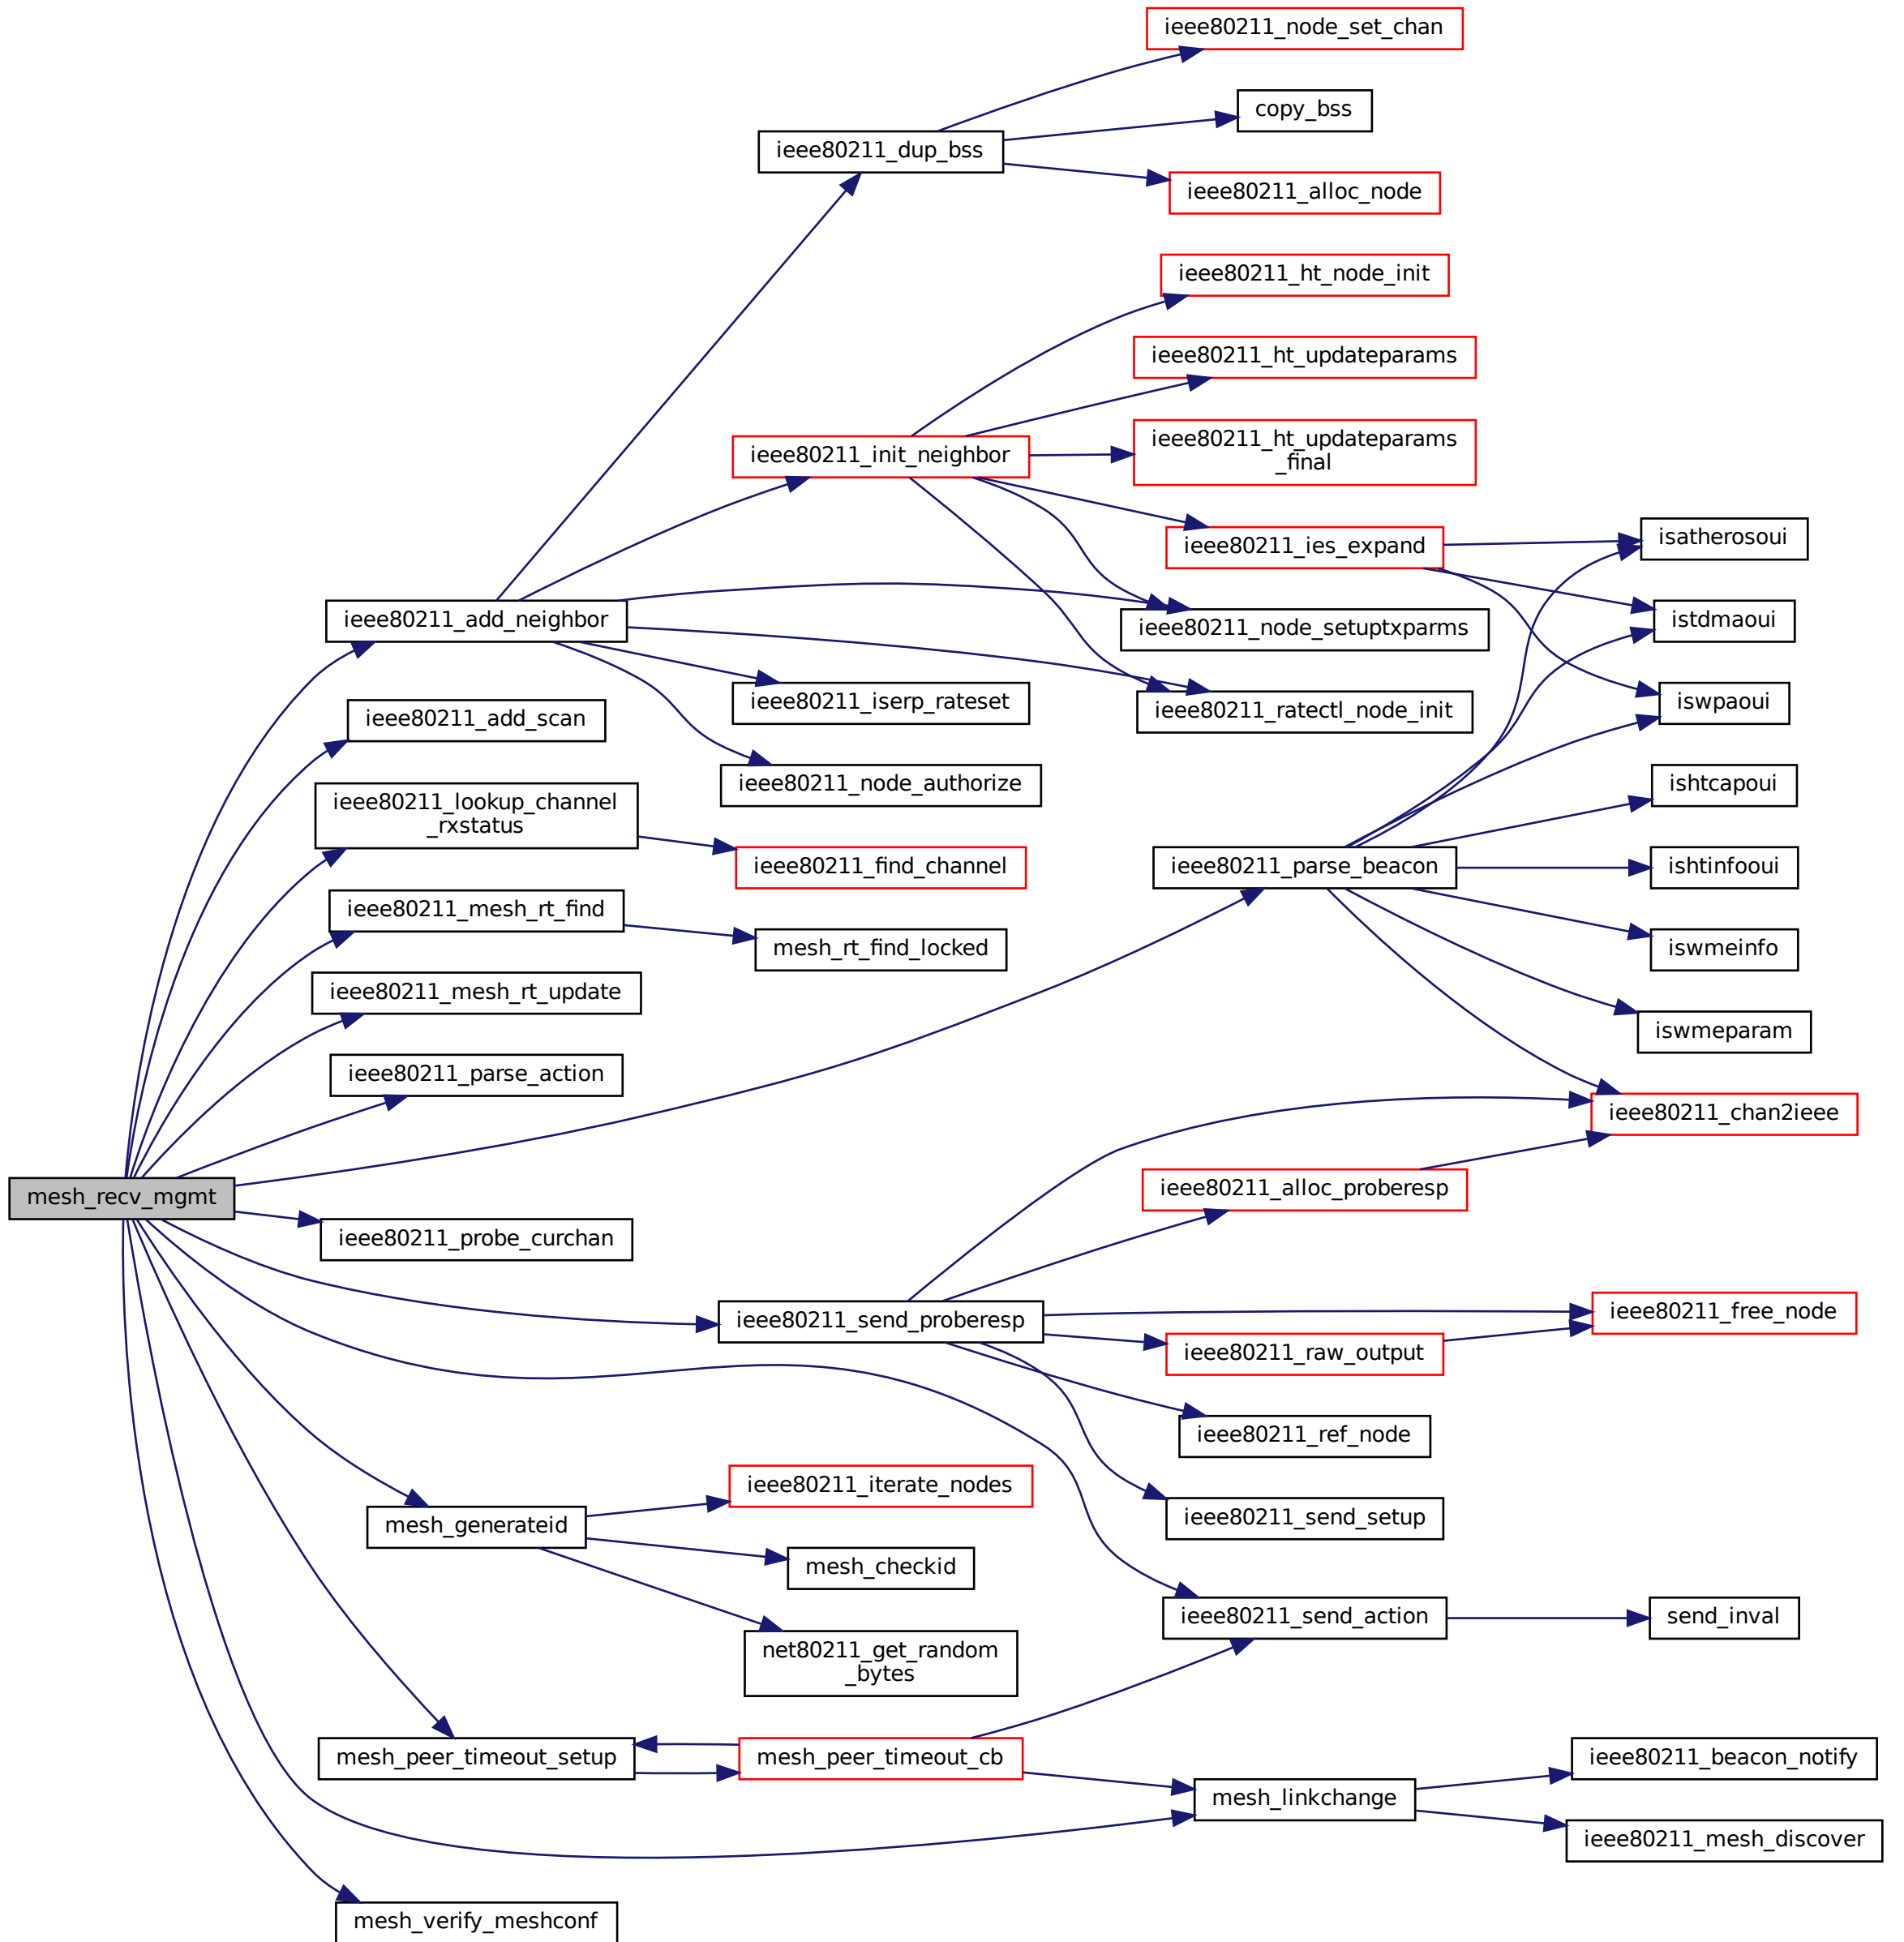 ieee80211_node_set_chan
copy_bss
ieee80211_dup_bss
ieee80211_alloc_node
ieee80211_ht_node_init
ieee80211_ht_updateparams
ieee80211_init_neighbor
ieee80211_ht_updateparams
_final
ieee80211_ies_expand
isatherosoui
ieee80211_add_neighbor
ieee80211_node_setuptxparms
istdmaoui
ieee80211_iserp_rateset
ieee80211_ratectl_node_init
iswpaoui
ieee80211_add_scan
ieee80211_node_authorize
ishtcapoui
ieee80211_lookup_channel
_rxstatus
ieee80211_find_channel
ieee80211_parse_beacon
ishtinfooui
ieee80211_mesh_rt_find
mesh_rt_find_locked
iswmeinfo
ieee80211_mesh_rt_update
iswmeparam
ieee80211_parse_action
ieee80211_chan2ieee
mesh_recv_mgmt
ieee80211_alloc_proberesp
ieee80211_probe_curchan
ieee80211_send_proberesp
ieee80211_free_node
ieee80211_raw_output
ieee80211_ref_node
ieee80211_iterate_nodes
mesh_generateid
ieee80211_send_setup
mesh_checkid
ieee80211_send_action
send_inval
net80211_get_random
_bytes
mesh_peer_timeout_setup
mesh_peer_timeout_cb
ieee80211_beacon_notify
mesh_linkchange
ieee80211_mesh_discover
mesh_verify_meshconf